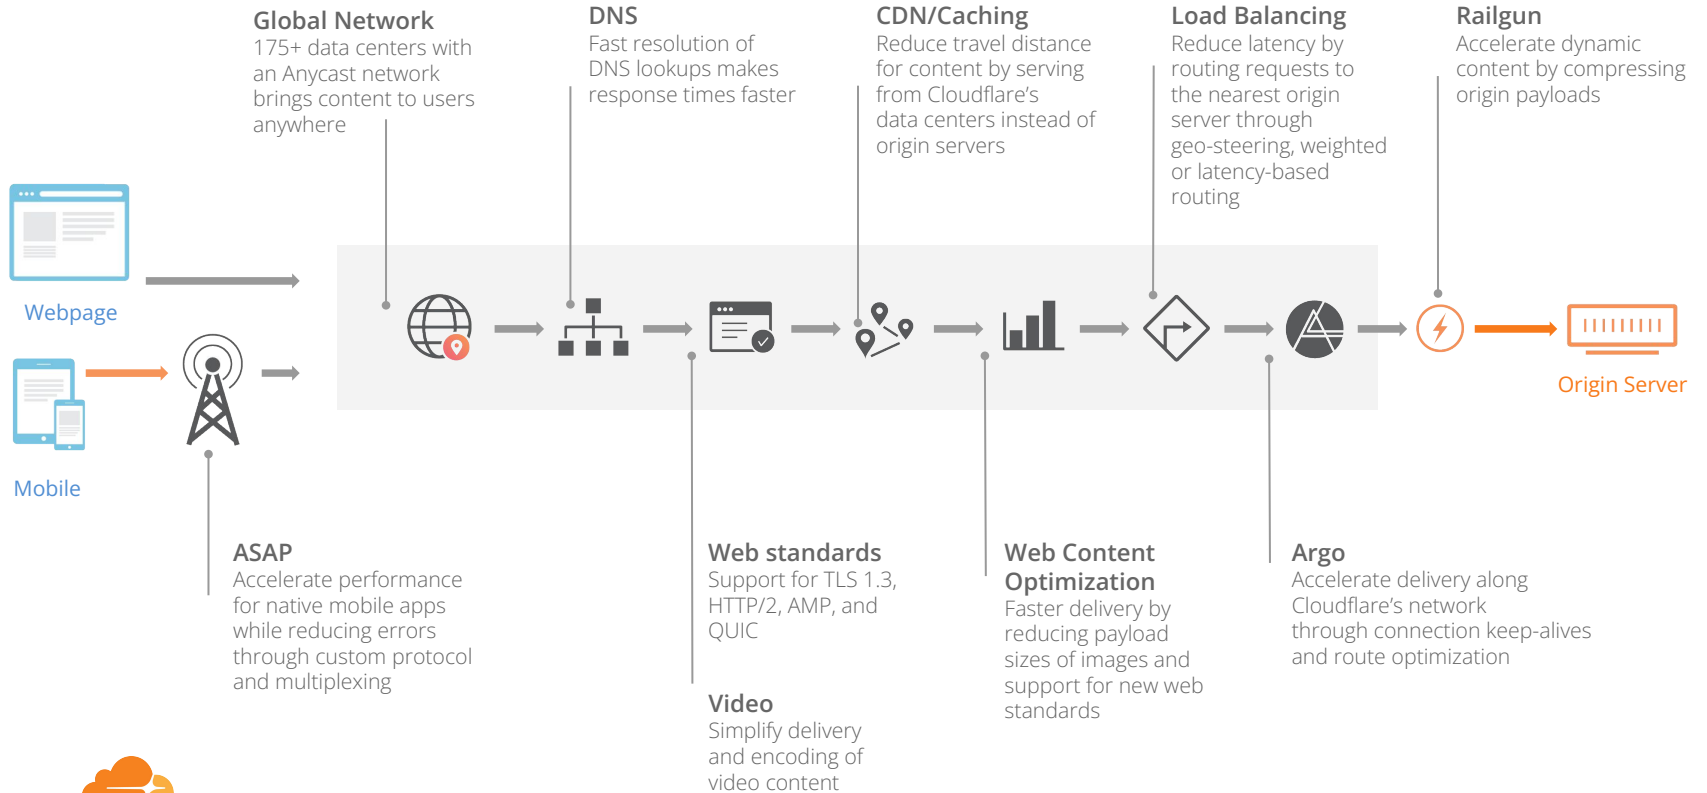 Global Network
175+ data centers with
an Anycast network
brings content to users
anywhere
DNS
Fast resolution of
DNS lookups makes
response times faster
CDN/Caching
Reduce travel distance
for content by serving
from Cloudflare’s
data centers instead of
origin servers
Load Balancing
Reduce latency by
routing requests to
the nearest origin
server through
geo-steering, weighted
or latency-based
routing
Railgun
Accelerate dynamic
content by compressing
origin payloads
Webpage
Mobile
Origin Server
ASAP
Accelerate performance
for native mobile apps
while reducing errors
through custom protocol
and multiplexing
Web standards
Support for TLS 1.3,
HTTP/2, AMP, and
QUIC
Video
Simplify delivery
and encoding of
video content
Web Content
Optimization
Faster delivery by
reducing payload
sizes of images and
support for new web
standards
Argo
Accelerate delivery along
Cloudflare’s network
through connection keep-alives
and route optimization